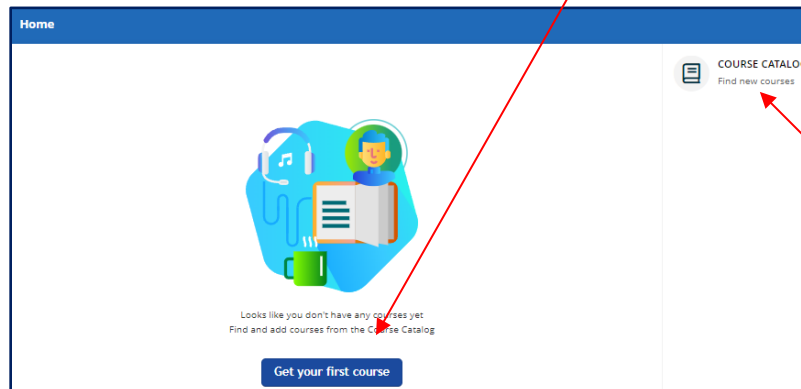 Home
COURSE CATALOG
Find new courses
Looks like you don't have any courses yet
Find and add courses from the Course Catalog
Get your first course